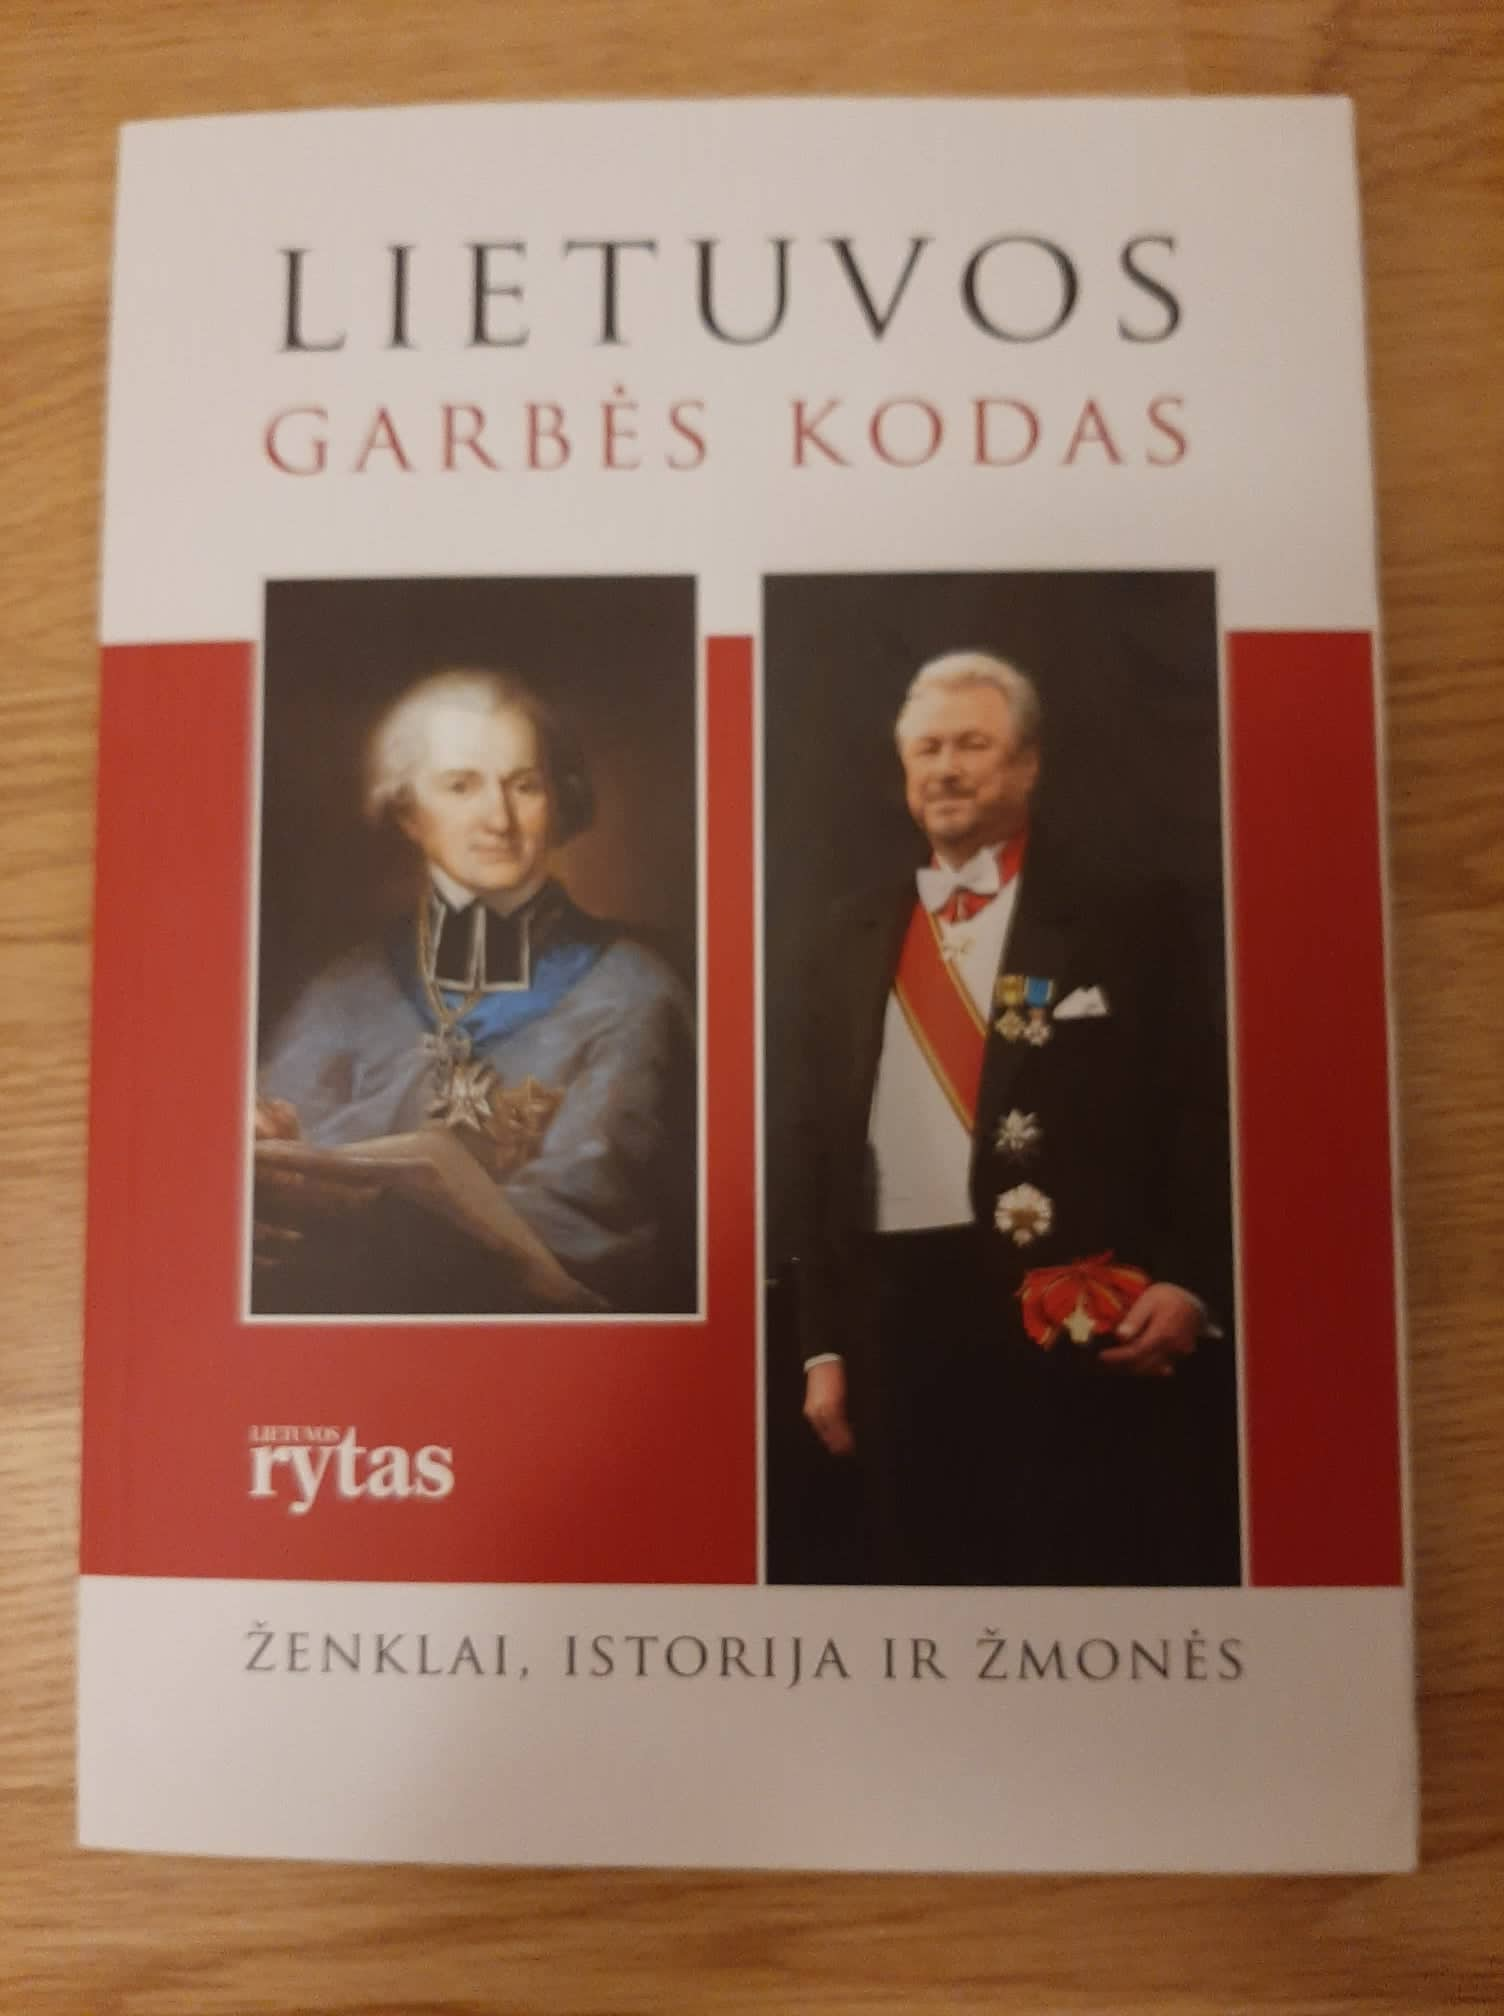 LIETUVOS
GARBĖS KODAS
LIETUVOS
rytas
ŽENKLAI, ISTORIJA IR ŽMONĖS